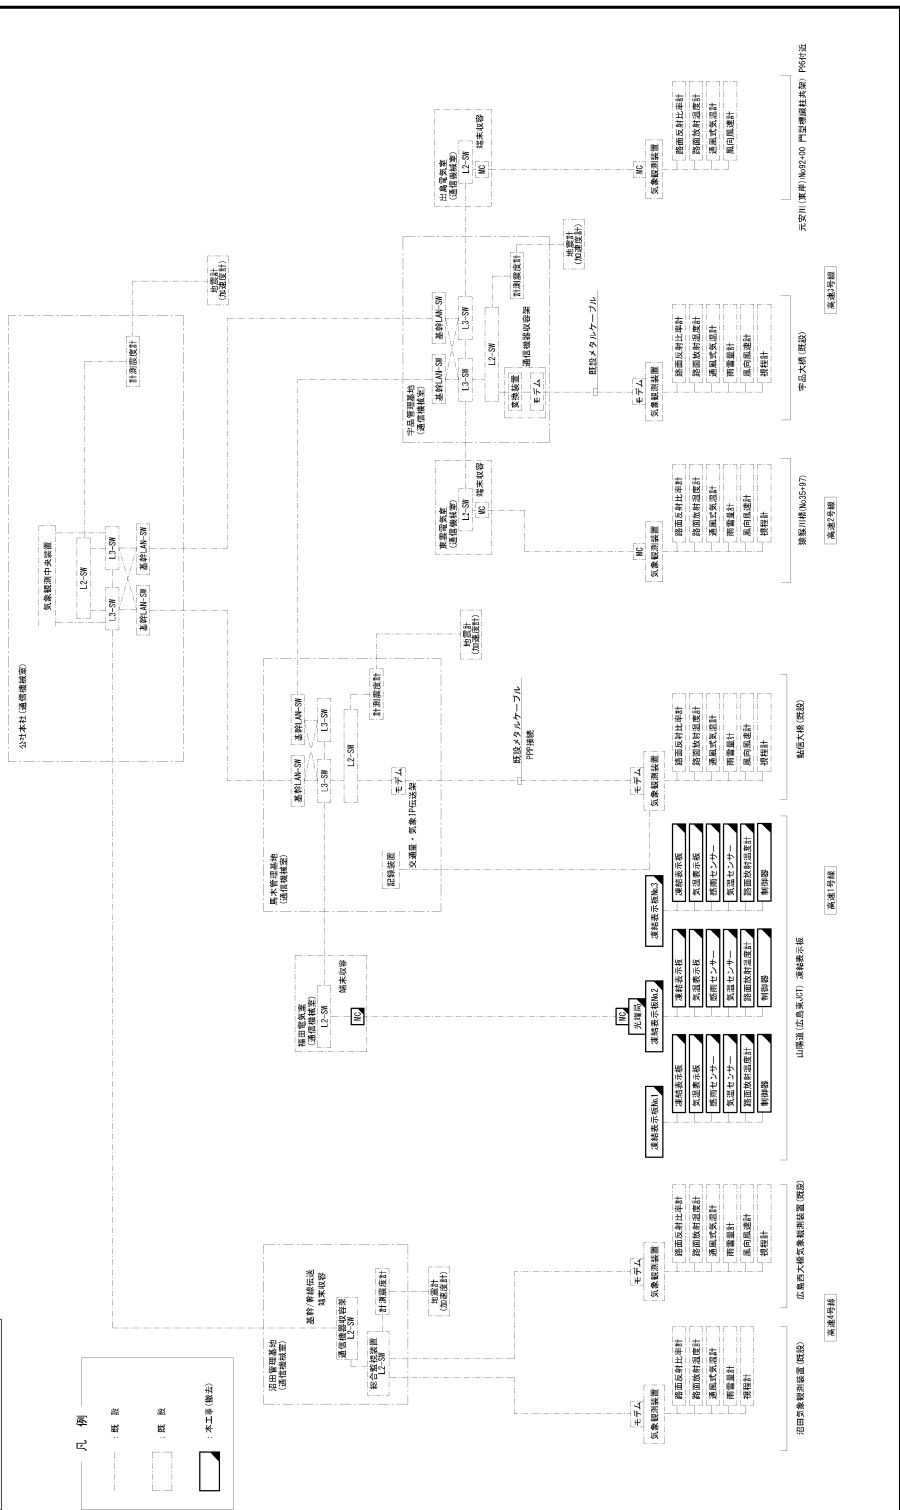 公社本社(通信機械室)
気象観測中央装置
L2-SW
L3-SW
L3-SW
基幹LAN-SW
基幹LAN-SW
計測震度計
地震計
(加速度計)
凡 例
：既 設
：既 設
：本工事(撤去)
沼田管理基地
(通信機械室)
基幹/幹線伝送
端末収容
通信機器収容架
L2-SW
総合監視装置
L2-SW
計測震度計
地震計
(加速度計)
福田電気室
(通信機械室)
L2-SW
端末収容
MC
馬木管理基地
(通信機械室)
基幹LAN-SW
基幹LAN-SW
L3-SW
L3-SW
L2-SW
計測震度計
地震計
(加速度計)
モデム
記録装置
交通量・気象IP伝送架
既設メタルケーブル
PPP接続
東雲電気室
(通信機械室)
L2-SW
端末収容
MC
宇品管理基地
(通信機械室)
基幹LAN-SW
基幹LAN-SW
L3-SW
L3-SW
L2-SW
計測震度計
地震計
(加速度計)
通信機器収容架
変換装置
モデム
既設メタルケーブル
出島電気室
(通信機械室)
L2-SW
端末収容
MC
モデム
気象観測装置
路面反射比率計
路面放射温度計
通風式気温計
雨雪量計
視程計
沼田気象観測装置(既設)
モデム
気象観測装置
路面反射比率計
路面放射温度計
通風式気温計
雨雪量計
風向風速計
視程計
広島西大橋気象観測装置(既設)
高速4号線
凍結表示板No.1
凍結表示板
気温表示板
感雨センサー
気温センサー
路面放射温度計
制御器
MC
光端局
凍結表示板No.2
凍結表示板
気温表示板
感雨センサー
気温センサー
路面放射温度計
制御器
凍結表示板No.3
凍結表示板
気温表示板
感雨センサー
気温センサー
路面放射温度計
制御器
山陽道(広島東JCT) 凍結表示板
モデム
気象観測装置
路面反射比率計
路面放射温度計
通風式気温計
雨雪量計
風向風速計
視程計
大橋(既設)
高速1号線
MC
気象観測装置
路面反射比率計
路面放射温度計
通風式気温計
雨雪量計
風向風速計
視程計
猿猴川橋(No35+97)
高速2号線
モデム
気象観測装置
路面反射比率計
路面放射温度計
通風式気温計
雨雪量計
風向風速計
視程計
宇品大橋(既設)
高速3号線
MC
気象観測装置
路面反射比率計
路面放射温度計
通風式気温計
風向風速計
元安川(東岸)(No92+00 門型標識柱共架) P96付近